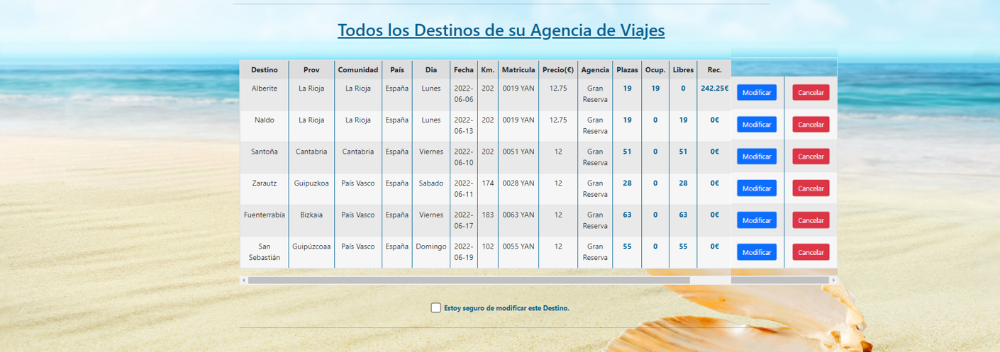 Todos los Destinos de su Agencia de Viajes
Destino Prov Comunidad País Dia Fecha Km. Matricula Precio(€) Agencia Plazas Ocup. Libres Rec.
Alberite La Rioja La Rioja España Lunes 2022-06-06 202 0019 YAN 12.75 Gran Reserva 19 19 0 242.25€ Modificar Cancelar
Naldo La Rioja La Rioja España Lunes 2022-06-13 202 0019 YAN 12.75 Gran Reserva 19 0 19 0€ Modificar Cancelar
Santoña Cantabria Cantabria España Viernes 2022-06-10 202 0051 YAN 12 Gran Reserva 51 0 51 0€ Modificar Cancelar
Zarautz Guipuzkoa País Vasco España Sabado 2022-06-11 174 0028 YAN 12 Gran Reserva 28 0 28 0€ Modificar Cancelar
Fuenterrabía Bizkaia País Vasco España Viernes 2022-06-17 183 0063 YAN 12 Gran Reserva 63 0 63 0€ Modificar Cancelar
San Sebastián Guipúzcoaa País Vasco España Domingo 2022-06-19 102 0055 YAN 12 Gran Reserva 55 0 55 0€ Modificar Cancelar
Estoy seguro de modificar este Destino.